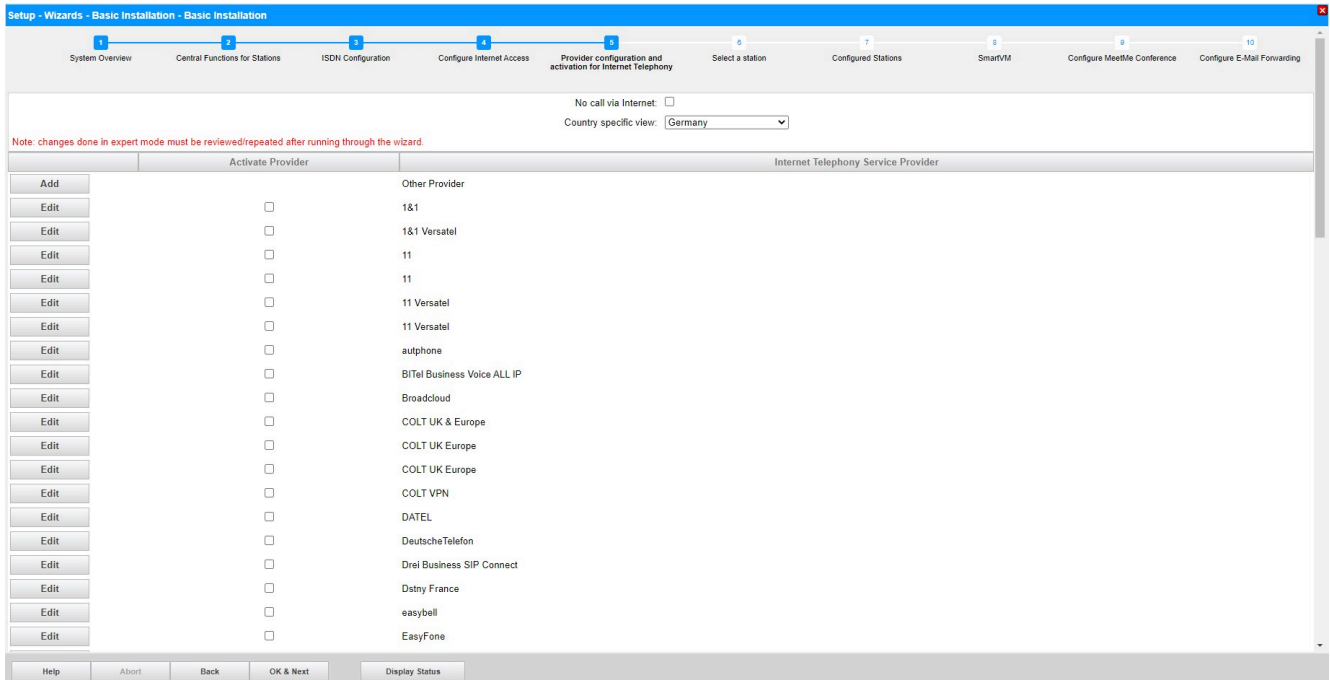 Setup - Wizards - Basic Installation - Basic Installation
1 2 3 4 5 6 7 8 9 10
System Overview Central Functions for Stations ISDN Configuration Configure Internet Access Provider configuration and activation for Internet Telephony Select a station Configured Stations SmartVM Configure MeetMe Conference Configure E-Mail Forwarding
No call via Internet:
Country specific view: Germany
Note: changes done in expert mode must be reviewed/repeated after running through the wizard.
Activate Provider Internet Telephony Service Provider
Add Other Provider
Edit 1&1
Edit 1&1 Versatel
Edit 11
Edit 11
Edit 11 Versatel
Edit 11 Versatel
Edit autphone
Edit BITel Business Voice ALL IP
Edit Broadcloud
Edit COLT UK & Europe
Edit COLT UK Europe
Edit COLT UK Europe
Edit COLT VPN
Edit DATEL
Edit DeutscheTelefon
Edit Drei Business SIP Connect
Edit Dstny France
Edit easybell
Edit EasyFone
Help Abort Back OK & Next Display Status